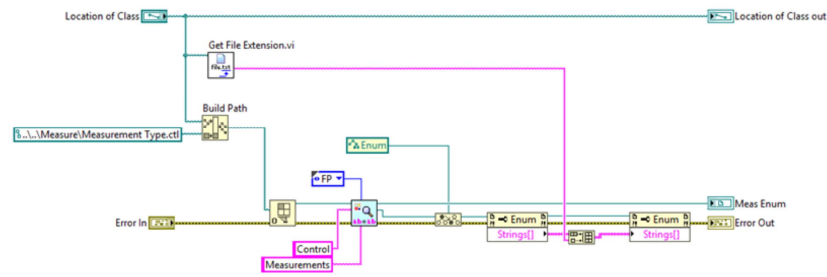 Location of Class
Location of Class out
Get File Extension.vi
file.txt
Build Path
..\..\Measure\Measurement Type.ctl
Enum
FP
Meas Enum
Error In
Enum
Enum
Error Out
Strings[]
Strings[]
Control
Measurements